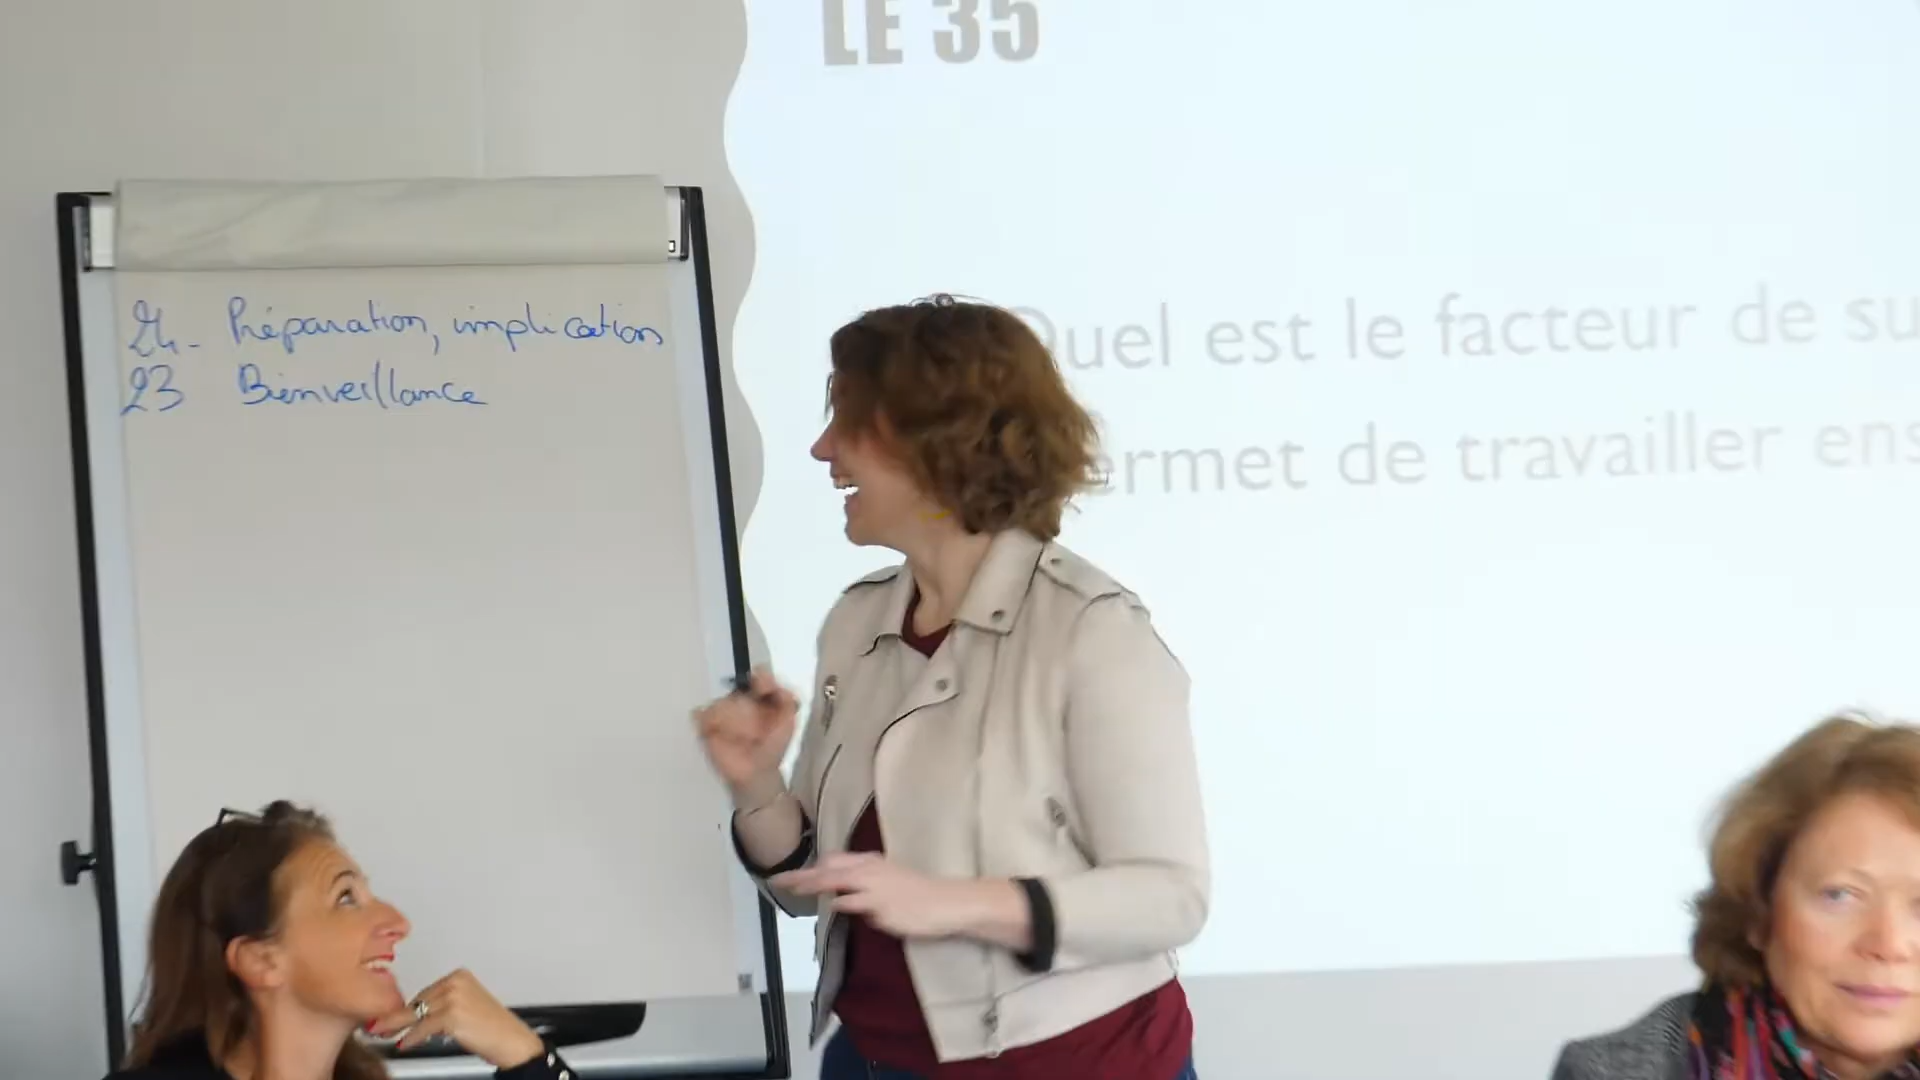 LE 35
24- Préparation, implication
23 Bienveillance
Quel est le facteur de su
ermet de travailler ens